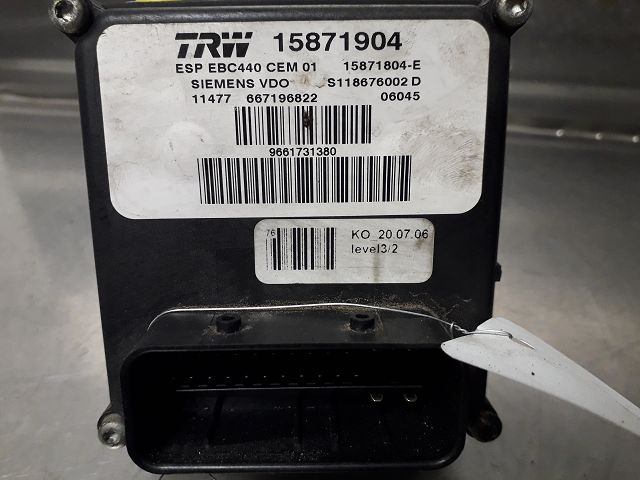 TRW 15871904
ESP EBC440 CEM 01 15871804-E
SIEMENS VDO S118676002 D
11477 667196822 06045
9661731380
76
KO 20.07.06
level3/2